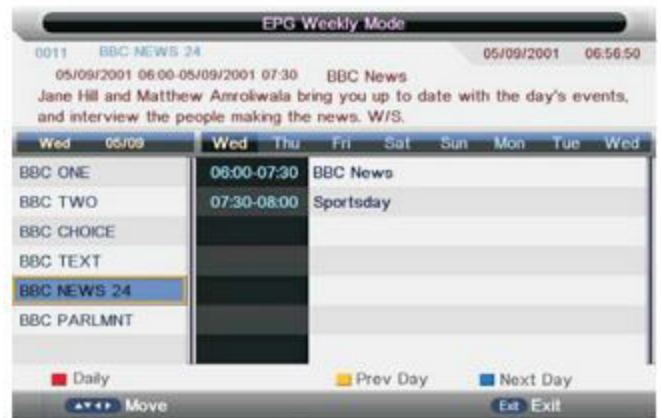 EPG Weekly Mode
0011 BBC NEWS 24 05/09/2001 06:56:50
05/09/2001 06:00-05/09/2001 07:30 BBC News
Jane Hill and Matthew Amroliwala bring you up to date with the day's events,
and interview the people making the news. W/S.
Wed 05/09 Wed Thu Fri Sat Sun Mon Tue Wed
BBC ONE 06:00-07:30 BBC News
BBC TWO 07:30-08:00 Sportsday
BBC CHOICE
BBC TEXT
BBC NEWS 24
BBC PARLMNT
Daily Prev Day Next Day
Move Exit Exit